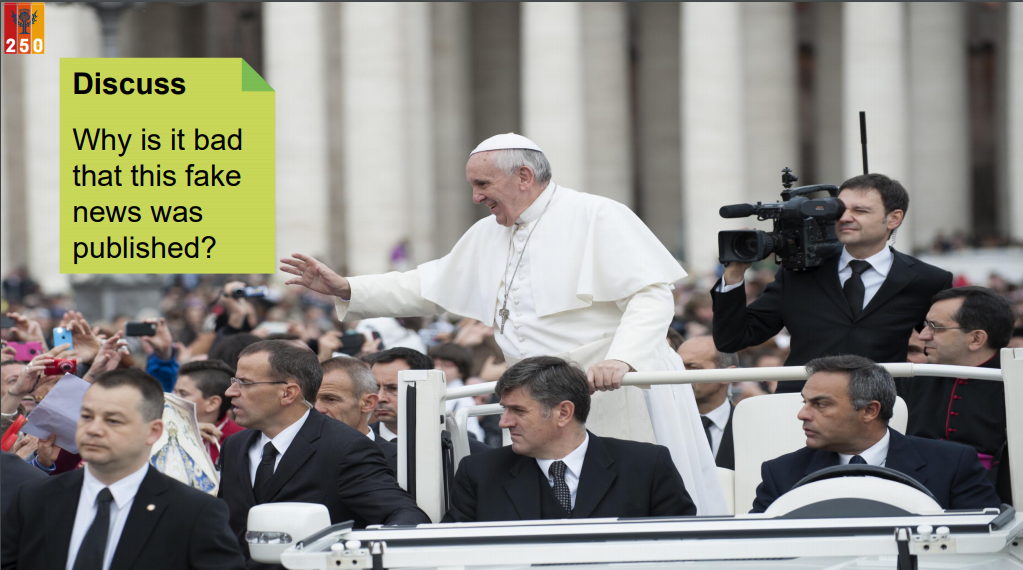 250
Discuss
Why is it bad
that this fake
news was
published?